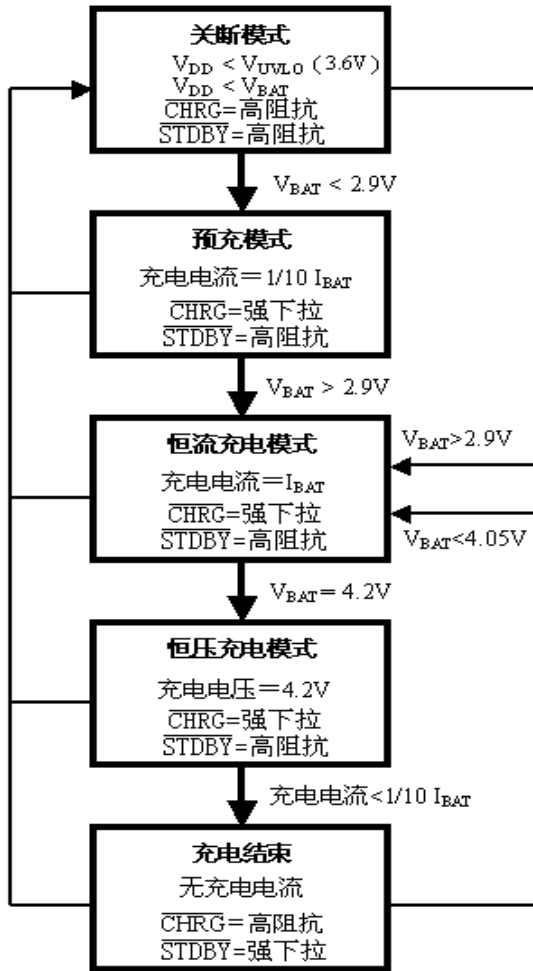 关断模式
VDD < VUVLO (3.6V)
VDD < VBAT
CHRG=高阻抗
STDBY=高阻抗
VBAT < 2.9V
预充模式
充电电流=1/10 IBAT
CHRG=强下拉
STDBY=高阻抗
VBAT > 2.9V
恒流充电模式
充电电流=IBAT
CHRG=强下拉
STDBY=高阻抗
VBAT>2.9V
VBAT<4.05V
VBAT= 4.2V
恒压充电模式
充电电压=4.2V
CHRG=强下拉
STDBY=高阻抗
充电电流<1/10 IBAT
充电结束
无充电电流
CHRG=高阻抗
STDBY=强下拉